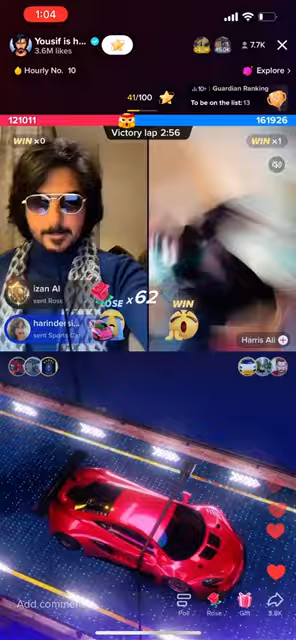 1:04
Yousif is h...
3.6M likes
7.7K
Hourly No. 10
Explore
41/100
10+ Guardian Ranking
To be on the list: 13
121011
161926
Victory lap 2:56
WIN x0
WIN x1
izan Al
sent Rose
LOSE x 62
WIN
harindersi...
sent Sports Car
Harris Ali
Add comment
Poll
Rose
Gift
3.8K